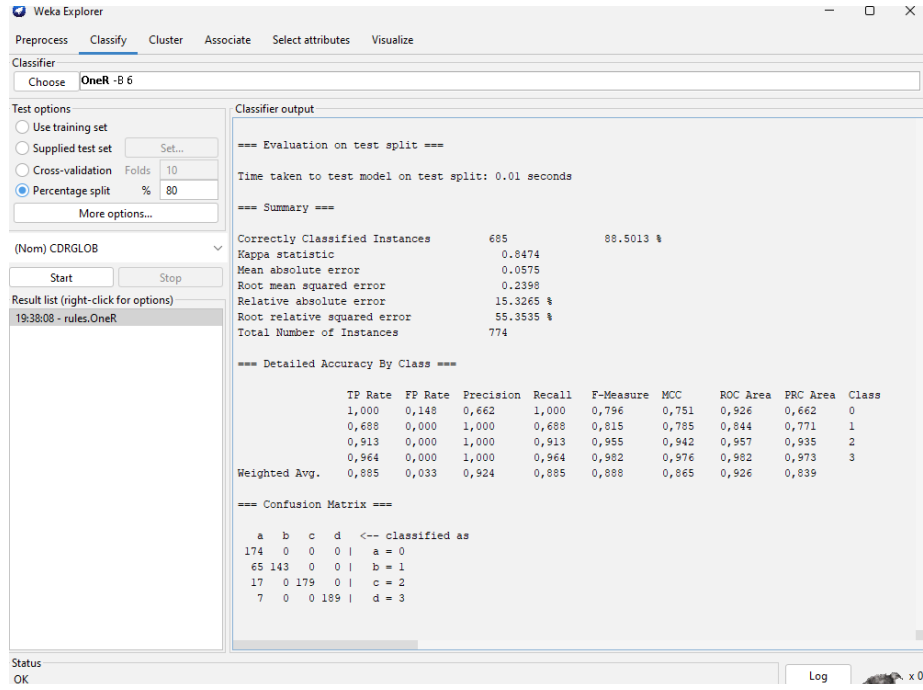 Weka Explorer
Preprocess Classify Cluster Associate Select attributes Visualize
Classifier
Choose OneR -B 6
Test options
Use training set
Supplied test set Set...
Cross-validation Folds 10
Percentage split % 80
More options...
(Nom) CDRGLOB
Start Stop
Result list (right-click for options)
19:38:08 - rules.OneR
Classifier output
=== Evaluation on test split ===
Time taken to test model on test split: 0.01 seconds
=== Summary ===
Correctly Classified Instances 685 88.5013 %
Kappa statistic 0.8474
Mean absolute error 0.0575
Root mean squared error 0.2398
Relative absolute error 15.3265 %
Root relative squared error 55.3535 %
Total Number of Instances 774
=== Detailed Accuracy By Class ===
TP Rate FP Rate Precision Recall F-Measure MCC ROC Area PRC Area Class
1,000 0,148 0,662 1,000 0,796 0,751 0,926 0,662 0
0,688 0,000 1,000 0,688 0,815 0,785 0,844 0,771 1
0,913 0,000 1,000 0,913 0,955 0,942 0,957 0,935 2
0,964 0,000 1,000 0,964 0,982 0,976 0,982 0,973 3
Weighted Avg. 0,885 0,033 0,924 0,885 0,888 0,865 0,926 0,839
=== Confusion Matrix ===
a b c d <-- classified as
174 0 0 0 | a = 0
65 143 0 0 | b = 1
17 0 179 0 | c = 2
7 0 0 189 | d = 3
Status
OK
Log
x 0